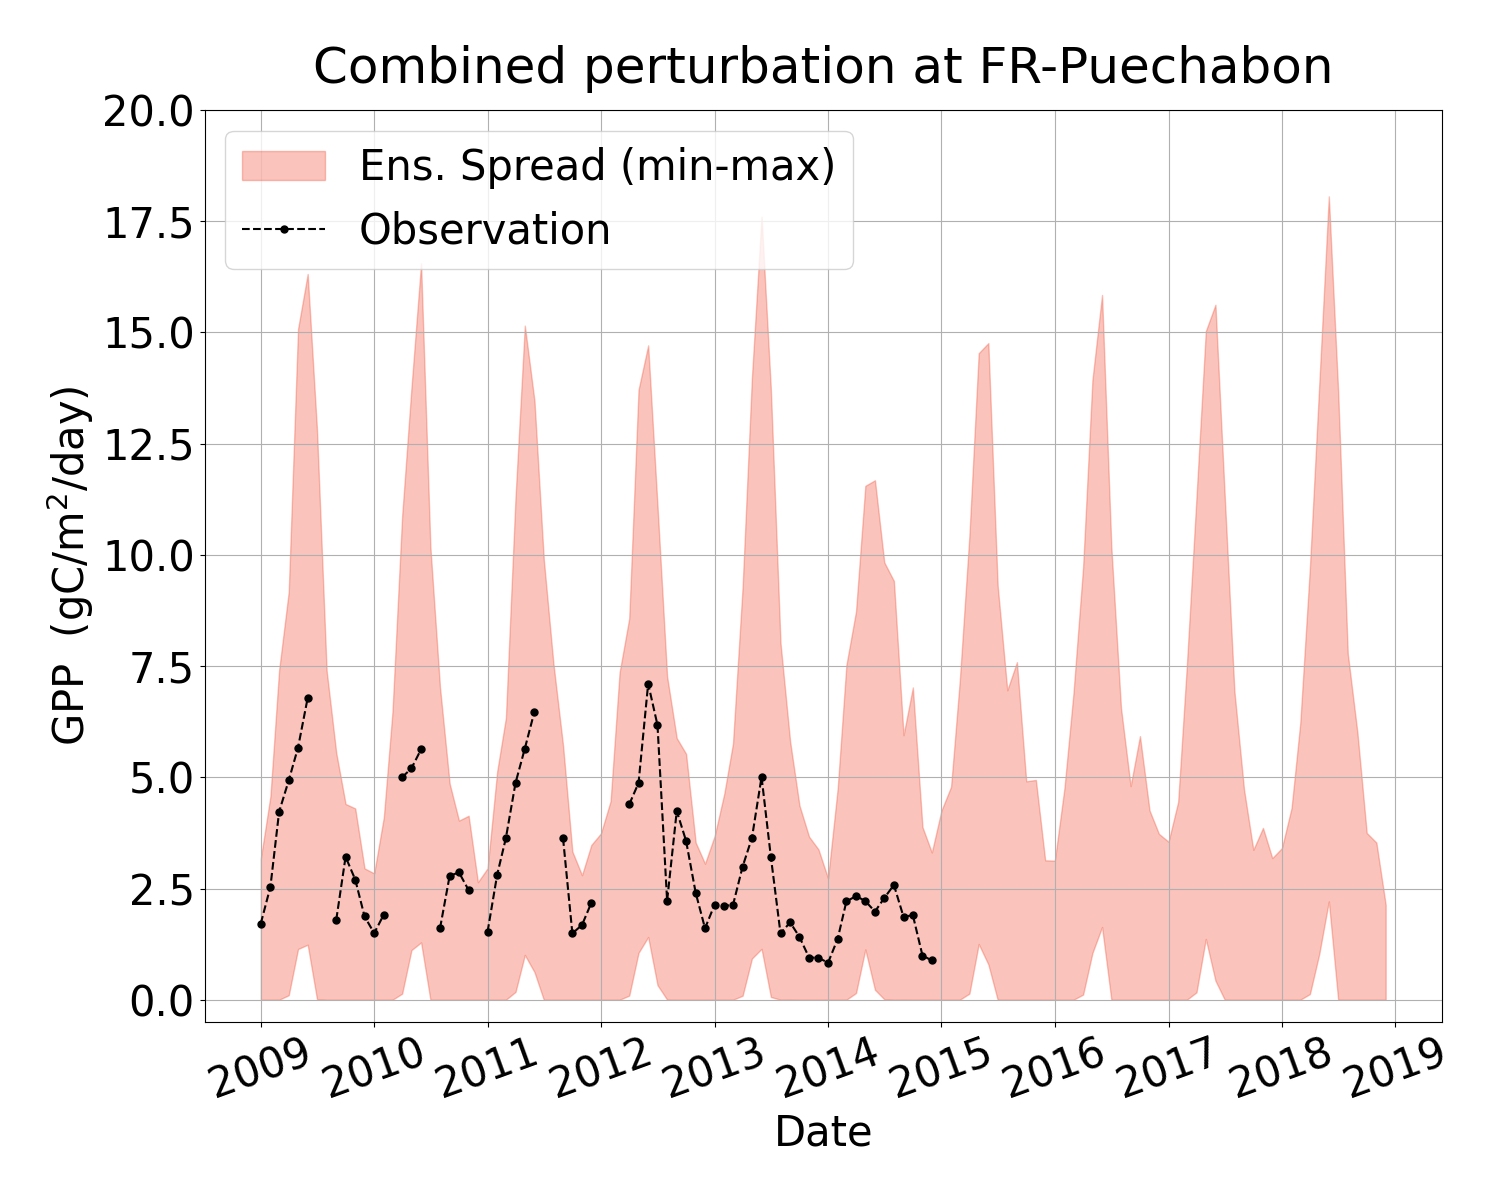 Combined perturbation at FR-Puechabon
Ens. Spread (min-max)
Observation
20.0
17.5
15.0
12.5
10.0
7.5
5.0
2.5
0.0
GPP (gC/m²/day)
2009 2010 2011 2012 2013 2014 2015 2016 2017 2018 2019
Date